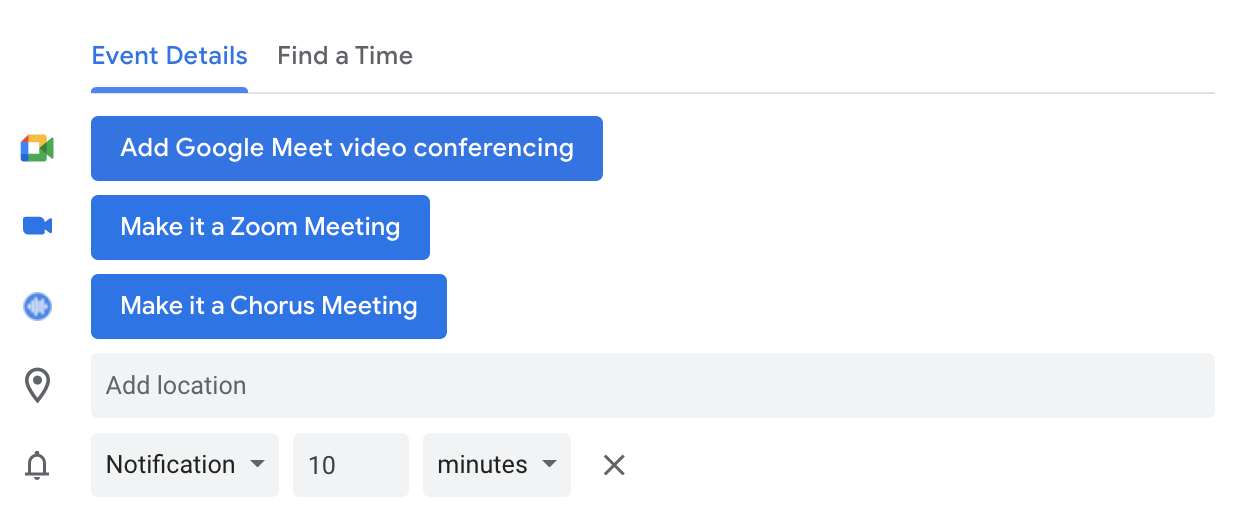 Event Details Find a Time
Add Google Meet video conferencing
Make it a Zoom Meeting
Make it a Chorus Meeting
Add location
Notification 10 minutes